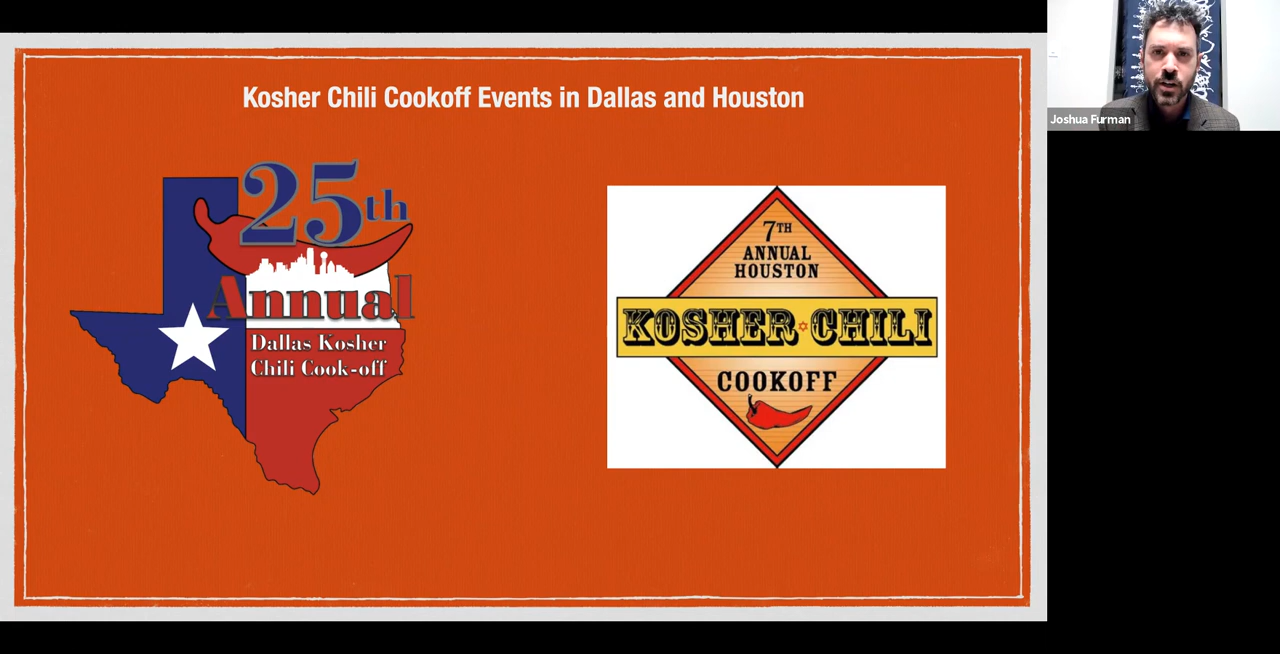 Kosher Chili Cookoff Events in Dallas and Houston
25th
Annual
Dallas Kosher
Chili Cook-off
7TH
ANNUAL
HOUSTON
KOSHER CHILI
COOKOFF
Joshua Furman